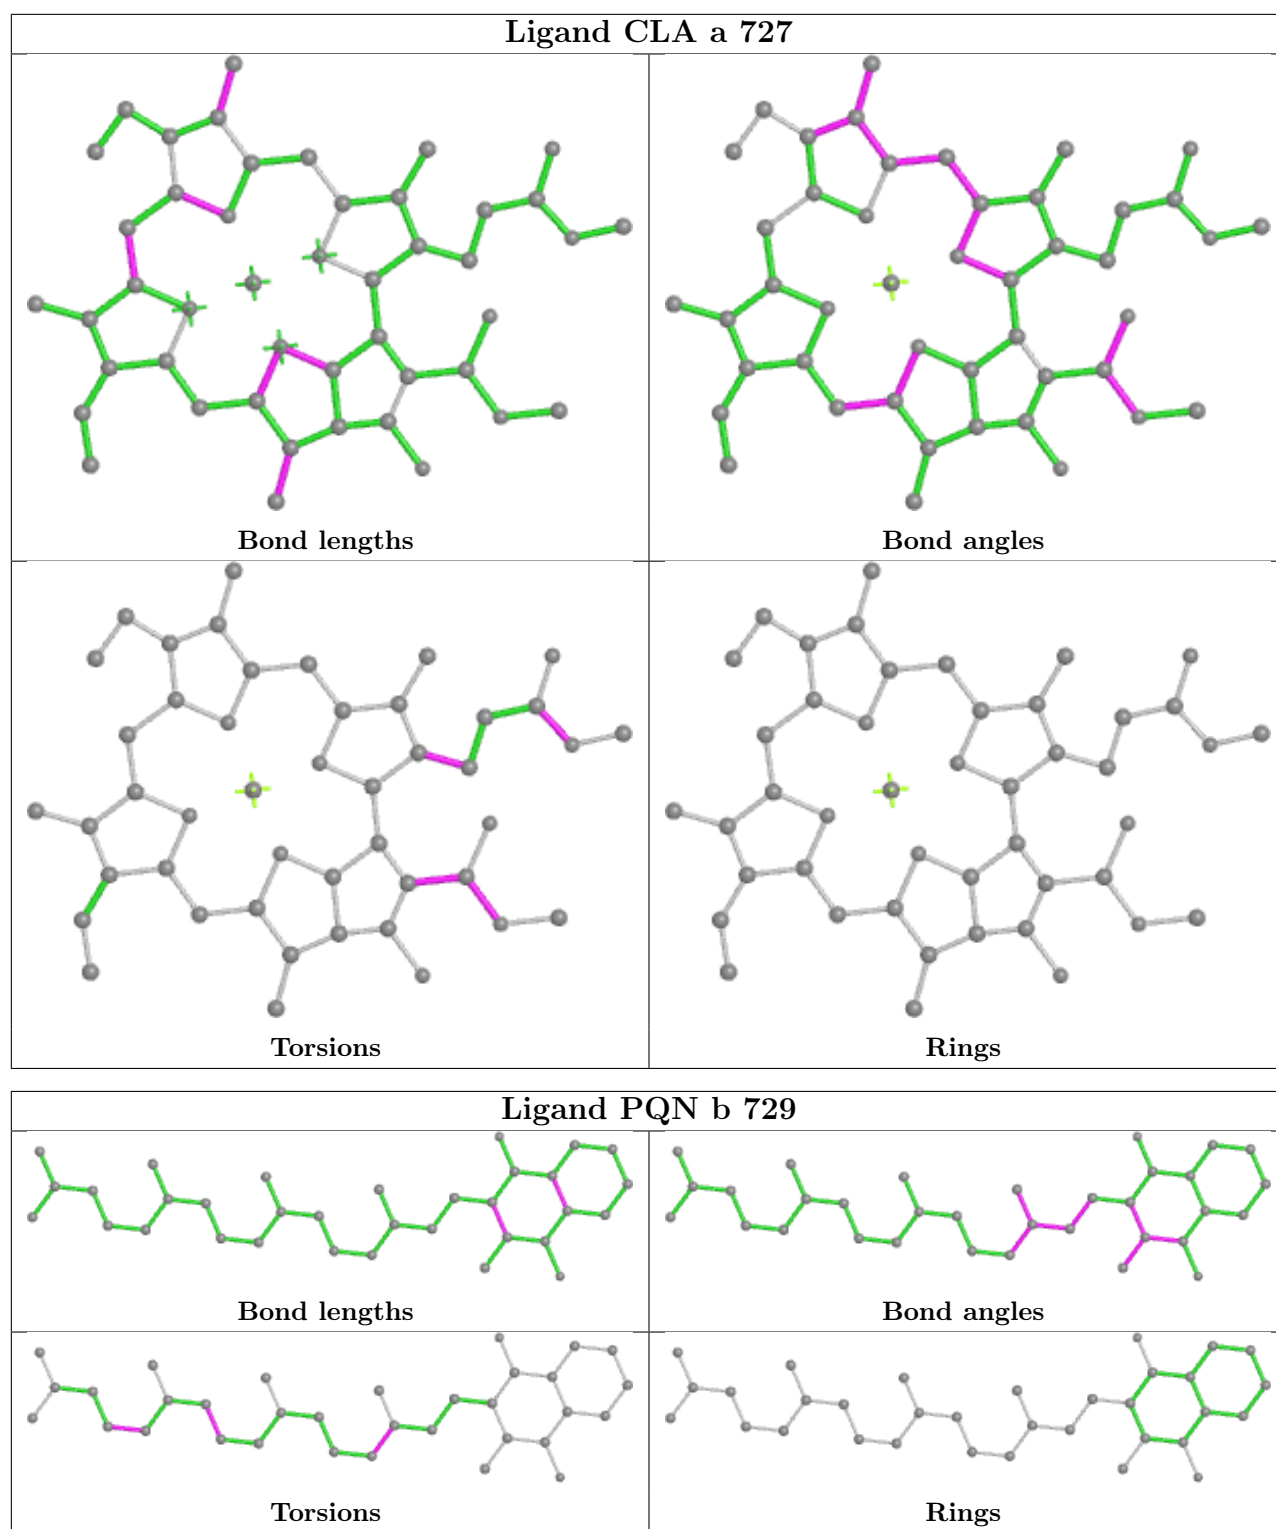 Ligand CLA a 727
Bond lengths
Bond angles
Torsions
Rings
Ligand PQN b 729
Bond lengths
Bond angles
Torsions
Rings